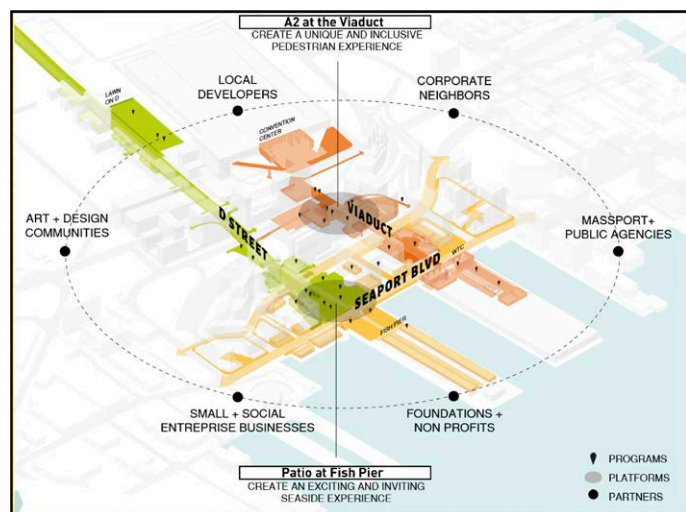 A2 at the Viaduct
CREATE A UNIQUE AND INCLUSIVE
PEDESTRIAN EXPERIENCE
LOCAL
DEVELOPERS
CORPORATE
NEIGHBORS
LAWN
ON D
CONVENTION
CENTER
ART + DESIGN
COMMUNITIES
D STREET
VIADUCT
MASSPORT+
PUBLIC AGENCIES
WTC
SEAPORT BLVD
FISH PIER
SMALL + SOCIAL
ENTREPRISE BUSINESSES
FOUNDATIONS +
NON PROFITS
Patio at Fish Pier
CREATE AN EXCITING AND INVITING
SEASIDE EXPERIENCE
PROGRAMS
PLATFORMS
PARTNERS